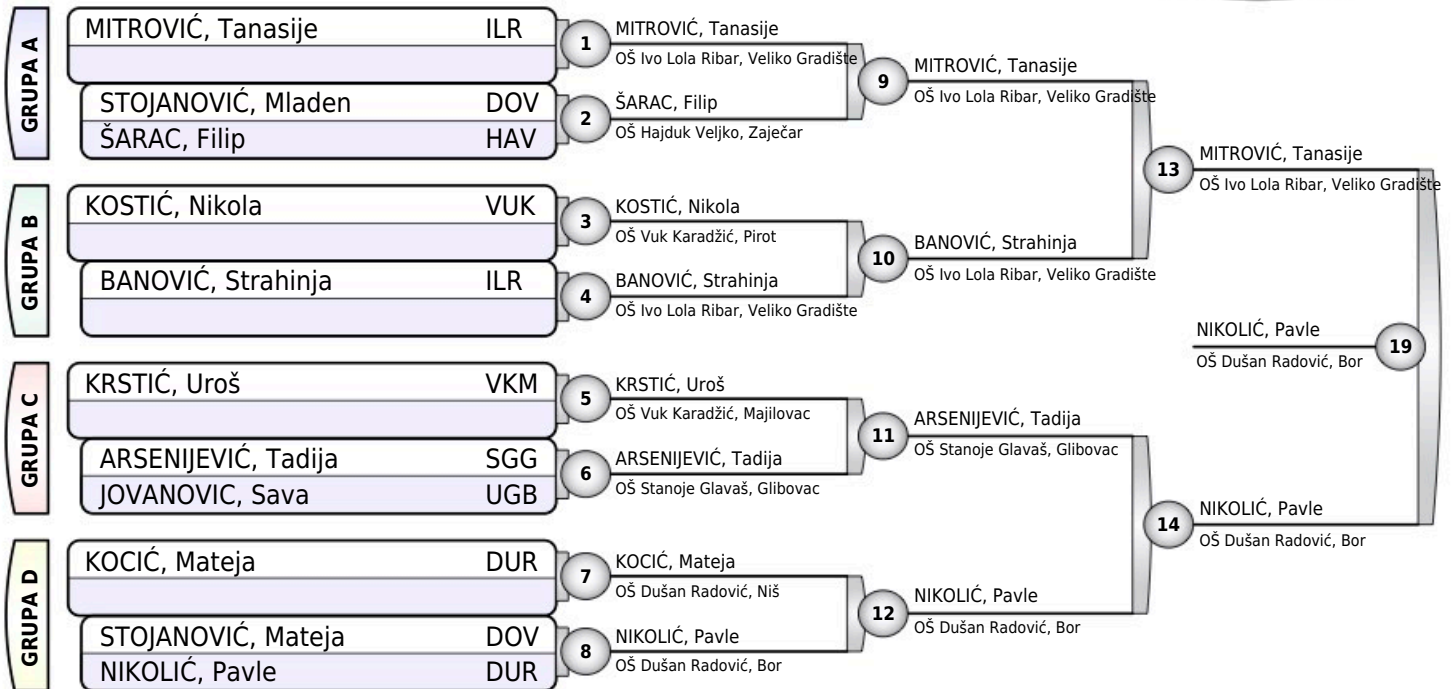 GRUPA A
MITROVIĆ, Tanasije ILR
STOJANOVIĆ, Mladen DOV
ŠARAC, Filip HAV
GRUPA B
KOSTIĆ, Nikola VUK
BANOVIĆ, Strahinja ILR
GRUPA C
KRSTIĆ, Uroš VKM
ARSENIJEVIĆ, Tadija SGG
JOVANOVIC, Sava UGB
GRUPA D
KOCIĆ, Mateja DUR
STOJANOVIĆ, Mateja DOV
NIKOLIĆ, Pavle DUR
1
MITROVIĆ, Tanasije
OŠ Ivo Lola Ribar, Veliko Gradište
2
ŠARAC, Filip
OŠ Hajduk Veljko, Zaječar
3
KOSTIĆ, Nikola
OŠ Vuk Karadžić, Pirot
4
BANOVIĆ, Strahinja
OŠ Ivo Lola Ribar, Veliko Gradište
5
KRSTIĆ, Uroš
OŠ Vuk Karadžić, Majilovac
6
ARSENIJEVIĆ, Tadija
OŠ Stanoje Glavaš, Glibovac
7
KOCIĆ, Mateja
OŠ Dušan Radović, Niš
8
NIKOLIĆ, Pavle
OŠ Dušan Radović, Bor
9
MITROVIĆ, Tanasije
OŠ Ivo Lola Ribar, Veliko Gradište
10
BANOVIĆ, Strahinja
OŠ Ivo Lola Ribar, Veliko Gradište
11
ARSENIJEVIĆ, Tadija
OŠ Stanoje Glavaš, Glibovac
12
NIKOLIĆ, Pavle
OŠ Dušan Radović, Bor
13
MITROVIĆ, Tanasije
OŠ Ivo Lola Ribar, Veliko Gradište
14
NIKOLIĆ, Pavle
OŠ Dušan Radović, Bor
NIKOLIĆ, Pavle
OŠ Dušan Radović, Bor
19